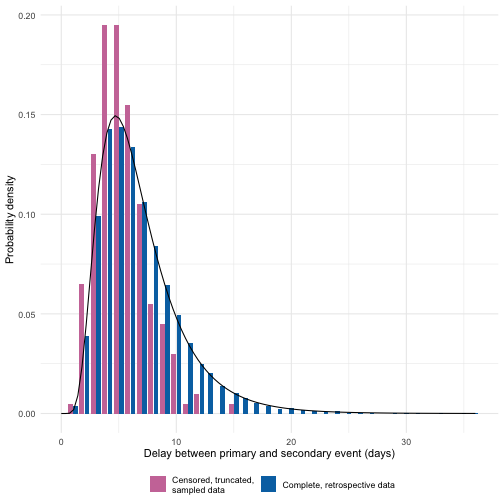 0.20
0.15
0.10
0.05
0.00
Probability density
0
10
20
30
Delay between primary and secondary event (days)
Censored, truncated,
sampled data
Complete, retrospective data